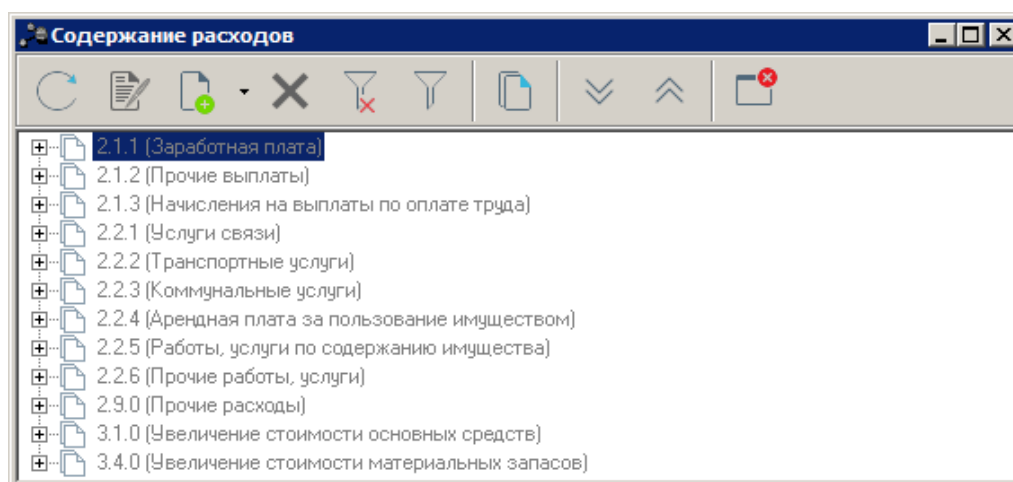 Содержание расходов
2.1.1 (Заработная плата)
2.1.2 (Прочие выплаты)
2.1.3 (Начисления на выплаты по оплате труда)
2.2.1 (Услуги связи)
2.2.2 (Транспортные услуги)
2.2.3 (Коммунальные услуги)
2.2.4 (Арендная плата за пользование имуществом)
2.2.5 (Работы, услуги по содержанию имущества)
2.2.6 (Прочие работы, услуги)
2.9.0 (Прочие расходы)
3.1.0 (Увеличение стоимости основных средств)
3.4.0 (Увеличение стоимости материальных запасов)